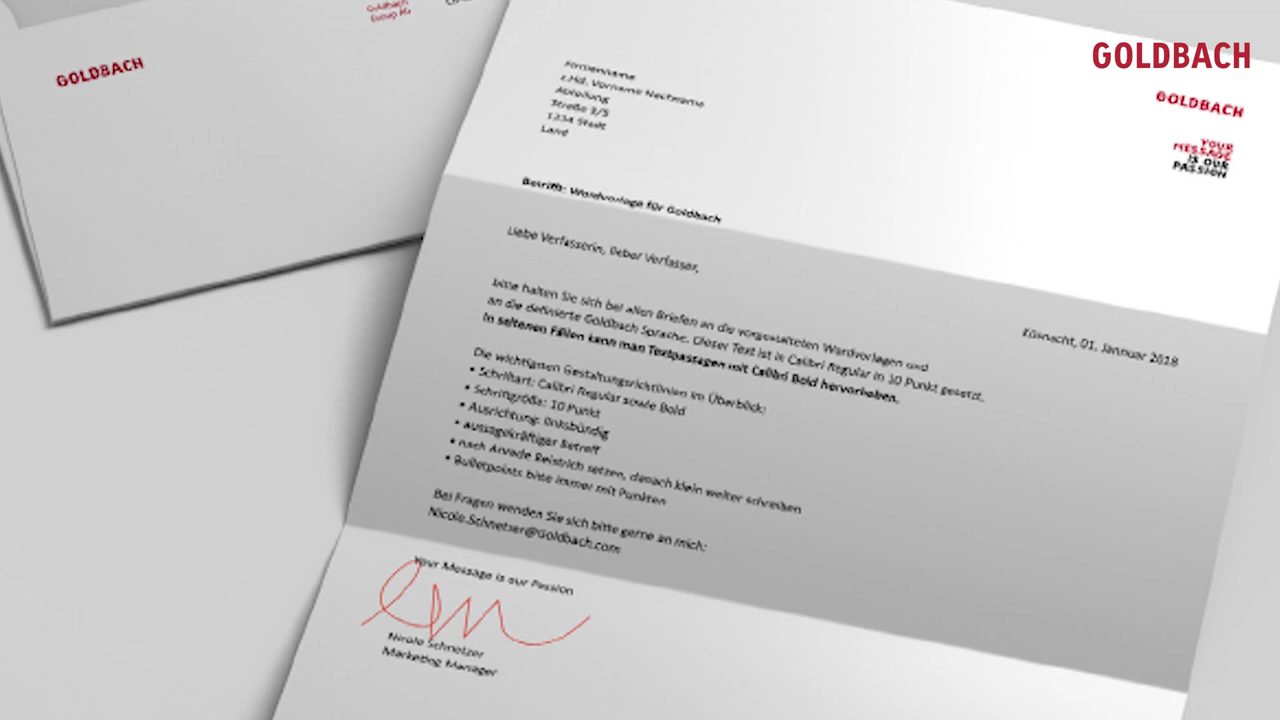 GOLDBACH
Goldbach
Group AG
GOLDBACH
GOLDBACH
YOUR
MESSAGE
IS OUR
PASSION
Firmenname
z.Hd. Vorname Nachname
Abteilung
Straße 3/5
1234 Stadt
Land
Betrifft: Wordvorlage für Goldbach
Küsnacht, 01. Jannuar 2018
Liebe Verfasserin, lieber Verfasser,
bitte halten Sie sich bei allen Briefen an die vorgestalteten Wordvorlagen und
an die definierte Goldbach Sprache. Dieser Text ist in Calibri Regular in 10 Punkt gesetzt.
In seltenen Fällen kann man Textpassagen mit Calibri Bold hervorheben.
Die wichtigsten Gestaltungsrichtlinien im Überblick:
• Schriftart: Calibri Regular sowie Bold
• Schriftgröße: 10 Punkt
• Ausrichtung: linksbündig
• aussagekräftiger Betreff
• nach Anrede Beistrich setzen, danach klein weiter schreiben
• Bulletpoints bitte immer mit Punkten
Bei Fragen wenden Sie sich bitte gerne an mich:
Nicole.Schnetzer@Goldbach.com
Your Message is our Passion
Nicole Schnetzer
Marketing Manager